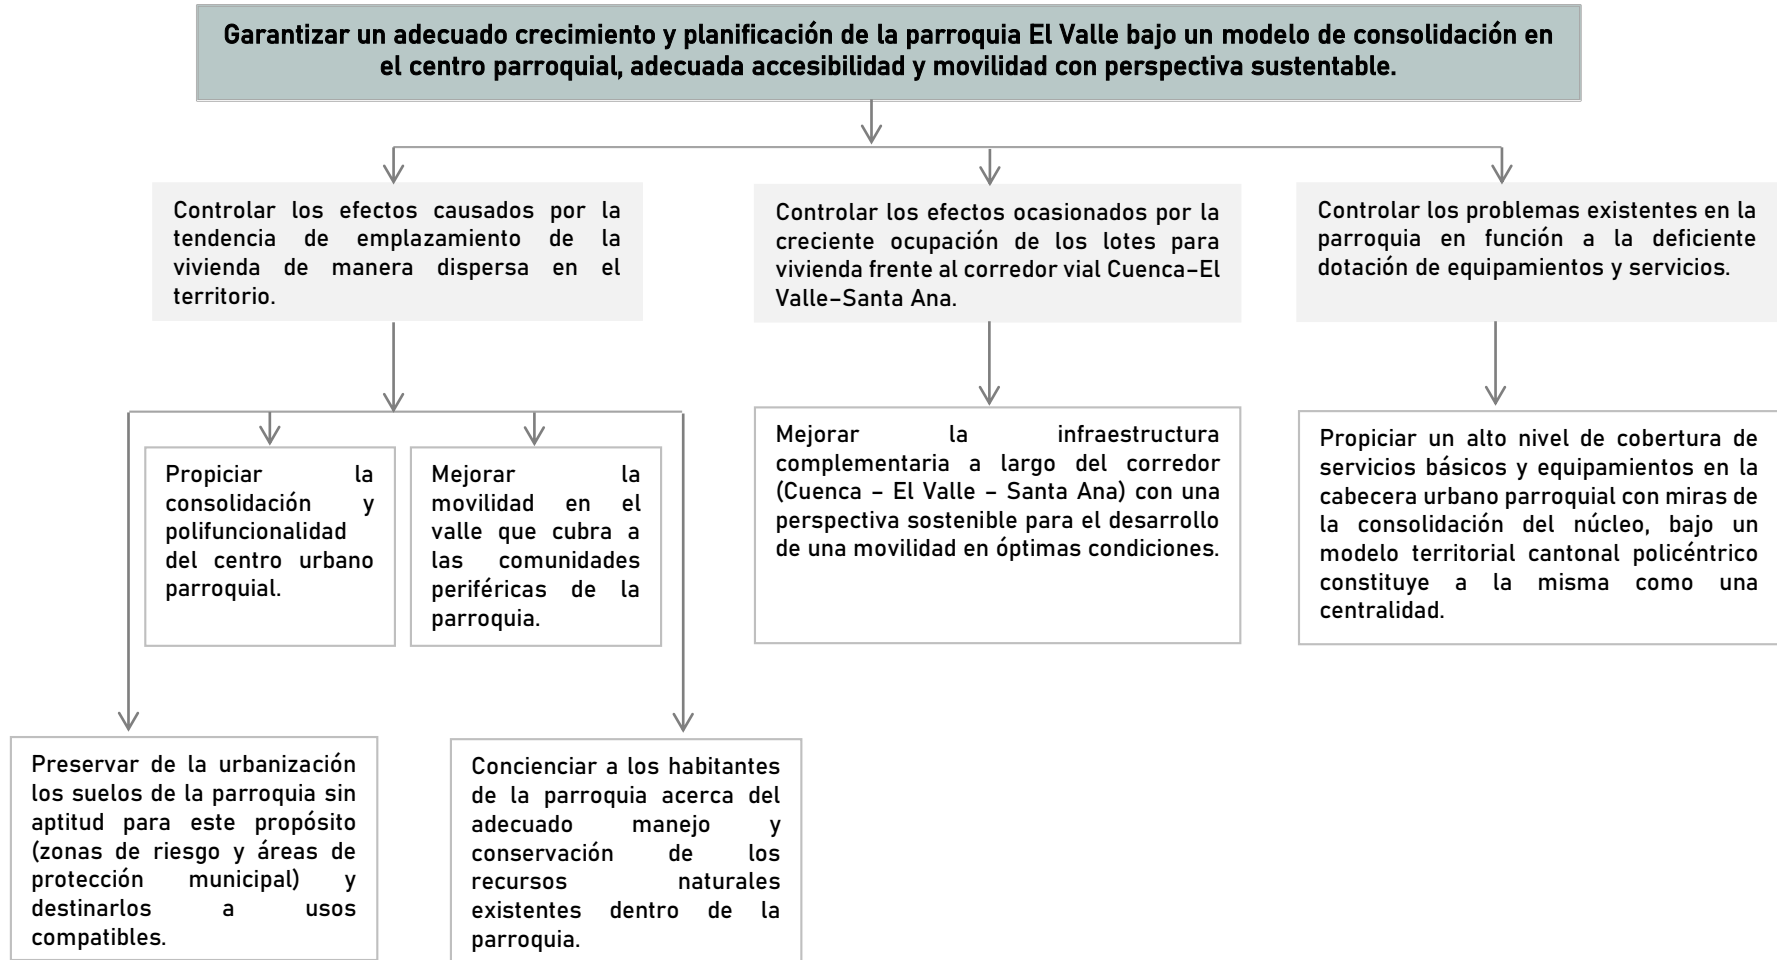 Garantizar un adecuado crecimiento y planificación de la parroquia El Valle bajo un modelo de consolidación en
el centro parroquial, adecuada accesibilidad y movilidad con perspectiva sustentable.
Controlar los efectos causados por la
tendencia de emplazamiento de la
vivienda de manera dispersa en el
territorio.
Controlar los efectos ocasionados por la
creciente ocupación de los lotes para
vivienda frente al corredor vial Cuenca–El
Valle–Santa Ana.
Controlar los problemas existentes en la
parroquia en función a la deficiente
dotación de equipamientos y servicios.
Propiciar la
consolidación y
polifuncionalidad
del centro urbano
parroquial.
Mejorar la
movilidad en el
valle que cubra a
las comunidades
periféricas de la
parroquia.
Mejorar la infraestructura
complementaria a largo del corredor
(Cuenca – El Valle – Santa Ana) con una
perspectiva sostenible para el desarrollo
de una movilidad en óptimas condiciones.
Propiciar un alto nivel de cobertura de
servicios básicos y equipamientos en la
cabecera urbano parroquial con miras de
la consolidación del núcleo, bajo un
modelo territorial cantonal policéntrico
constituye a la misma como una
centralidad.
Preservar de la urbanización
los suelos de la parroquia sin
aptitud para este propósito
(zonas de riesgo y áreas de
protección municipal) y
destinarlos a usos
compatibles.
Concienciar a los habitantes
de la parroquia acerca del
adecuado manejo y
conservación de los
recursos naturales
existentes dentro de la
parroquia.